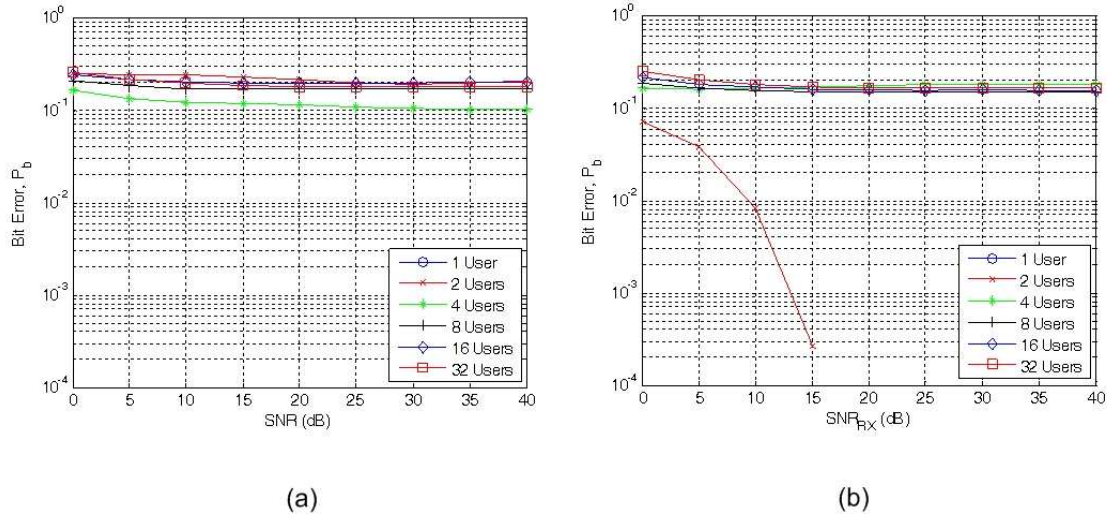 10^0
10^-1
10^-2
10^-3
10^-4
Bit Error, P_b
0 5 10 15 20 25 30 35 40
SNR (dB)
1 User
2 Users
4 Users
8 Users
16 Users
32 Users
(a)
10^0
10^-1
10^-2
10^-3
10^-4
Bit Error, P_b
0 5 10 15 20 25 30 35 40
SNR_RX (dB)
1 User
2 Users
4 Users
8 Users
16 Users
32 Users
(b)